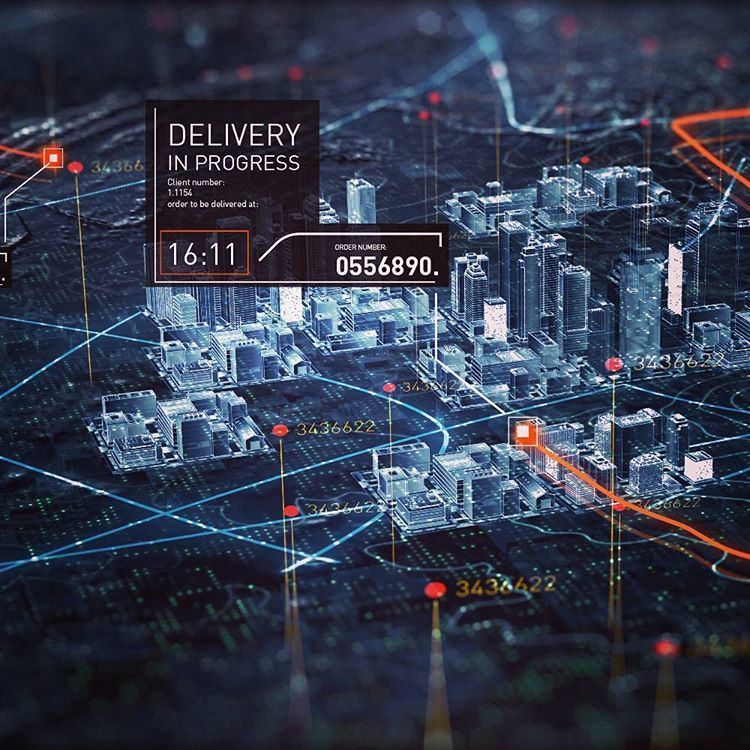 DELIVERY
IN PROGRESS
Client number:
1.1154
order to be delivered at:
16:11
ORDER NUMBER:
0556890.
34366
3436622
3436622
3436622
3436622
3436622